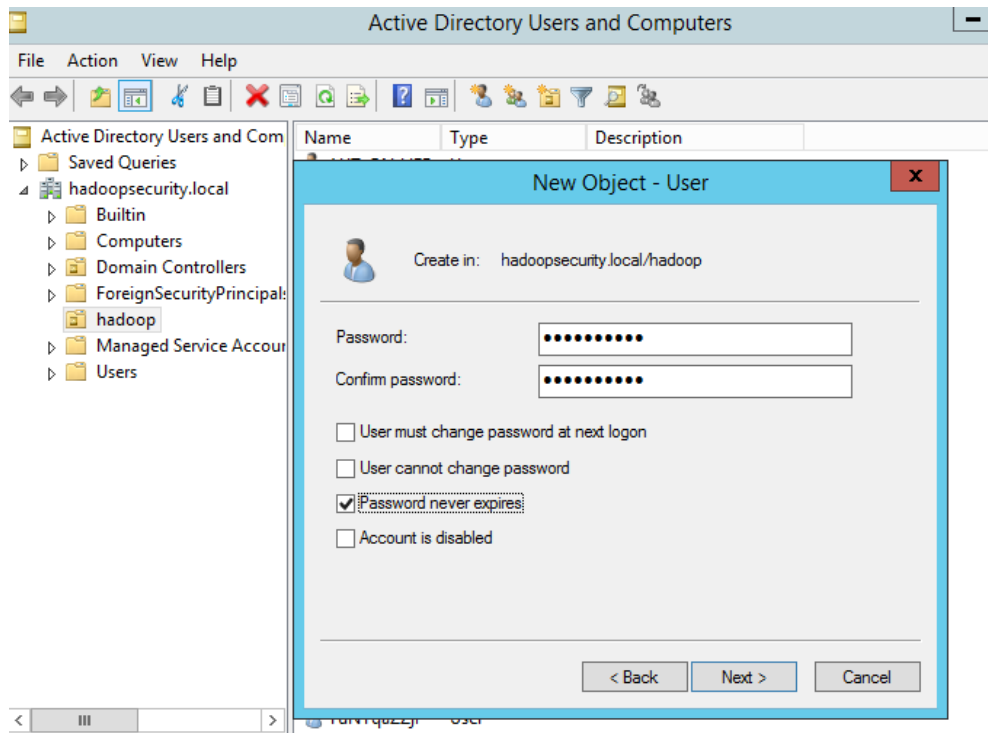 Active Directory Users and Computers
File Action View Help
Active Directory Users and Com
Name Type Description
Saved Queries
hadoopsecurity.local
Builtin
Computers
Domain Controllers
ForeignSecurityPrincipal
hadoop
Managed Service Accour
Users
New Object - User
x
Create in: hadoopsecurity.local/hadoop
Password: ••••••••••
Confirm password: ••••••••••
User must change password at next logon
User cannot change password
Password never expires
Account is disabled
< Back Next > Cancel